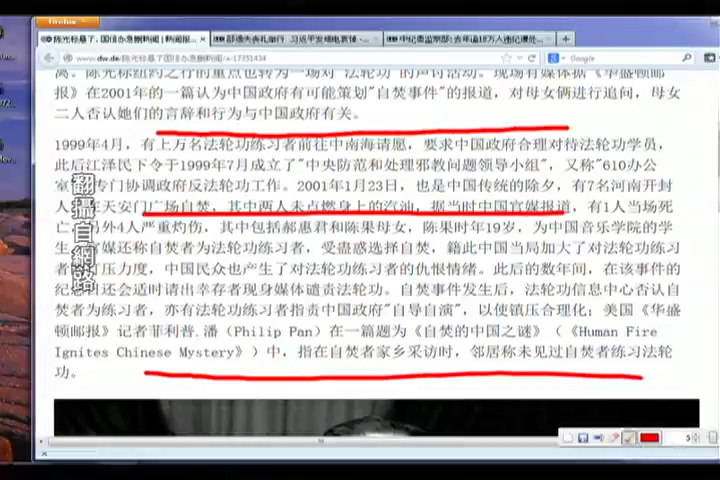 www.dw.de/陈光标悬了,国信办急删新闻/a-17351434
Google
离。陈光标纽约之行的重点也转为一场对"法轮功"的声讨活动。现场有媒体据《华盛顿邮
报》在2001年的一篇认为中国政府有可能策划"自焚事件"的报道，对母女俩进行追问，母女
二人否认她们的言辞和行为与中国政府有关。
1999年4月，有上万名法轮功练习者前往中南海请愿，要求中国政府合理对待法轮功学员，
此后江泽民下令于1999年7月成立了"中央防范和处理邪教问题领导小组"，又称"610办公
室"，专门协调政府反法轮功工作。2001年1月23日，也是中国传统的除夕，有7名河南开封
人在天安门广场自焚，其中两人未点燃身上的汽油，据当时中国官媒报道，有1人当场死
亡，另外4人严重灼伤，其中包括郝惠君和陈果母女，陈果时年19岁，为中国音乐学院的学
生。官媒还称自焚者为法轮功练习者，受蛊惑选择自焚，籍此中国当局加大了对法轮功练习
者的打压力度，中国民众也产生了对法轮功练习者的仇恨情绪。此后的数年间，在该事件的
纪念日还会适时请出幸存者现身媒体谴责法轮功。自焚事件发生后，法轮功信息中心否认自
焚者为练习者，亦有法轮功练习者指责中国政府"自导自演"，以使镇压合理化；美国《华盛
顿邮报》记者菲利普.潘（Philip Pan）在一篇题为《自焚的中国之谜》（《Human Fire
Ignites Chinese Mystery》）中，指在自焚者家乡采访时，邻居称未见过自焚者练习法轮
功。
翻攝自網路